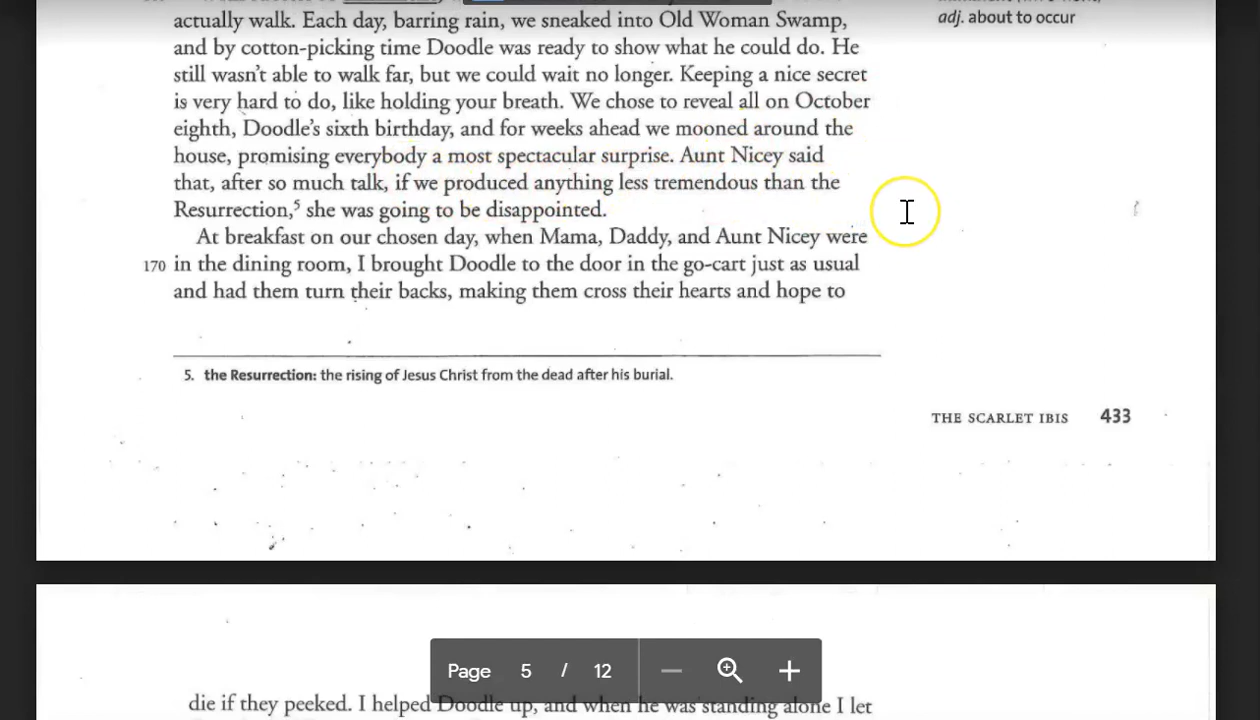 actually walk. Each day, barring rain, we sneaked into Old Woman Swamp,
and by cotton-picking time Doodle was ready to show what he could do. He
still wasn't able to walk far, but we could wait no longer. Keeping a nice secret
is very hard to do, like holding your breath. We chose to reveal all on October
eighth, Doodle's sixth birthday, and for weeks ahead we mooned around the
house, promising everybody a most spectacular surprise. Aunt Nicey said
that, after so much talk, if we produced anything less tremendous than the
Resurrection,⁵ she was going to be disappointed.
At breakfast on our chosen day, when Mama, Daddy, and Aunt Nicey were
170 in the dining room, I brought Doodle to the door in the go-cart just as usual
and had them turn their backs, making them cross their hearts and hope to
adj. about to occur
5. the Resurrection: the rising of Jesus Christ from the dead after his burial.
THE SCARLET IBIS 433
Page 5 / 12
die if they peeked. I helped Doodle up, and when he was standing alone I let